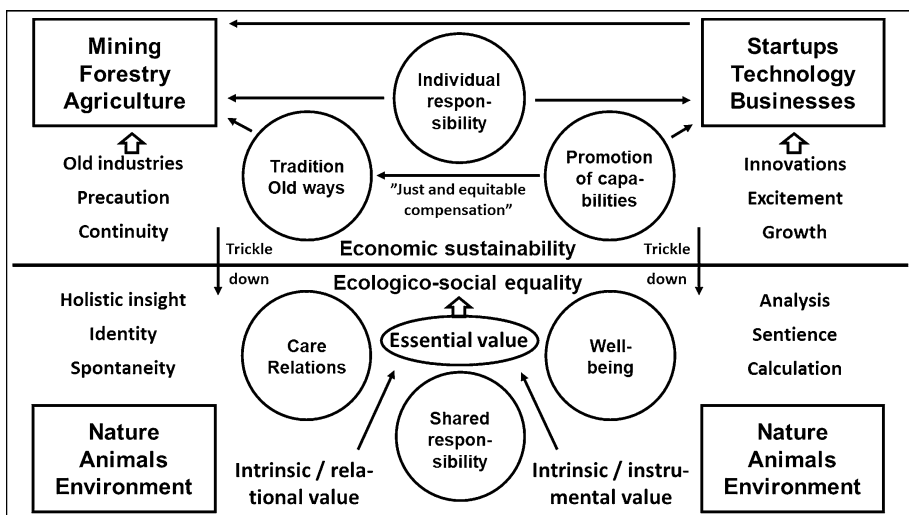 Mining
Forestry
Agriculture
Individual
respon-
sibility
Startups
Technology
Businesses
Old industries
Precaution
Continuity
Tradition
Old ways
”Just and equitable
compensation”
Promotion
of capa-
bilities
Innovations
Excitement
Growth
Trickle
down
Economic sustainability
Trickle
down
Ecologico-social equality
Holistic insight
Identity
Spontaneity
Care
Relations
Essential value
Well-
being
Analysis
Sentience
Calculation
Shared
respon-
sibility
Nature
Animals
Environment
Intrinsic / rela-
tional value
Intrinsic / instru-
mental value
Nature
Animals
Environment